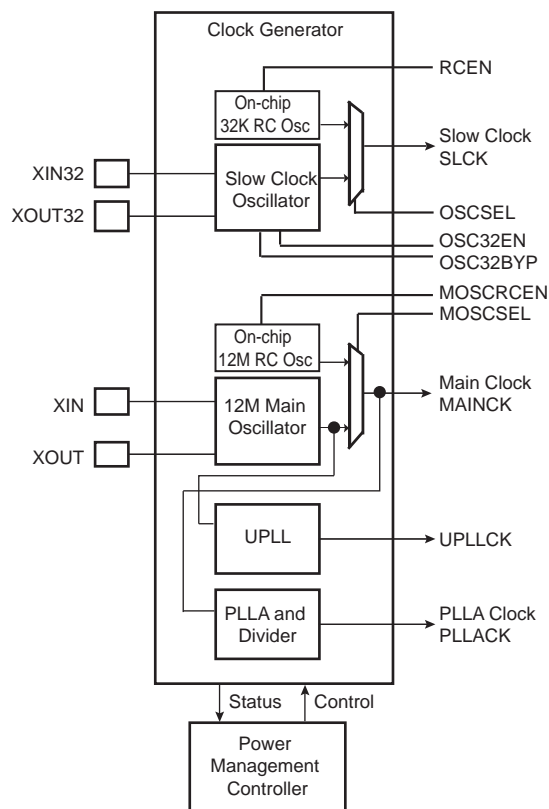 Clock Generator
RCEN
On-chip
32K RC Osc
Slow Clock
SLCK
XIN32
Slow Clock
Oscillator
XOUT32
OSCSEL
OSC32EN
OSC32BYP
MOSCRCEN
MOSCSEL
On-chip
12M RC Osc
Main Clock
MAINCK
XIN
12M Main
Oscillator
XOUT
UPLL
UPLLCK
PLLA and
Divider
PLLA Clock
PLLACK
Status
Control
Power
Management
Controller